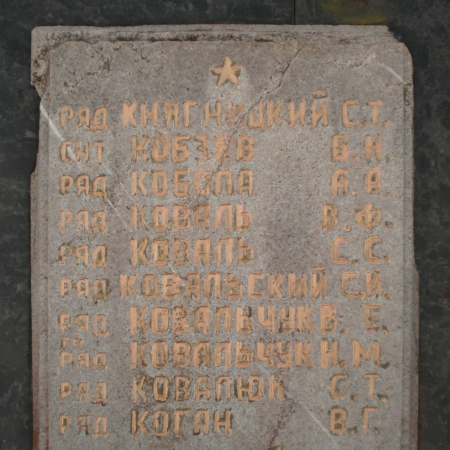 РЯД КНЯГНИЦКИЙ С.Т.
СНТ КОБЗЕВ В.Н.
РЯД КОБОЛА А.А
РЯД КОВАЛЬ В.Ф.
РЯД КОВАЛЬ С.С.
РЯД КОВАЛЬСКИЙ С.И.
РЯД КОВАЛЬЧУК В. Е.
РЯД КОВАЛЬЧУК Н.М
РЯД КОВАЛЮК С.Т.
РЯД КОГАН В.Г.